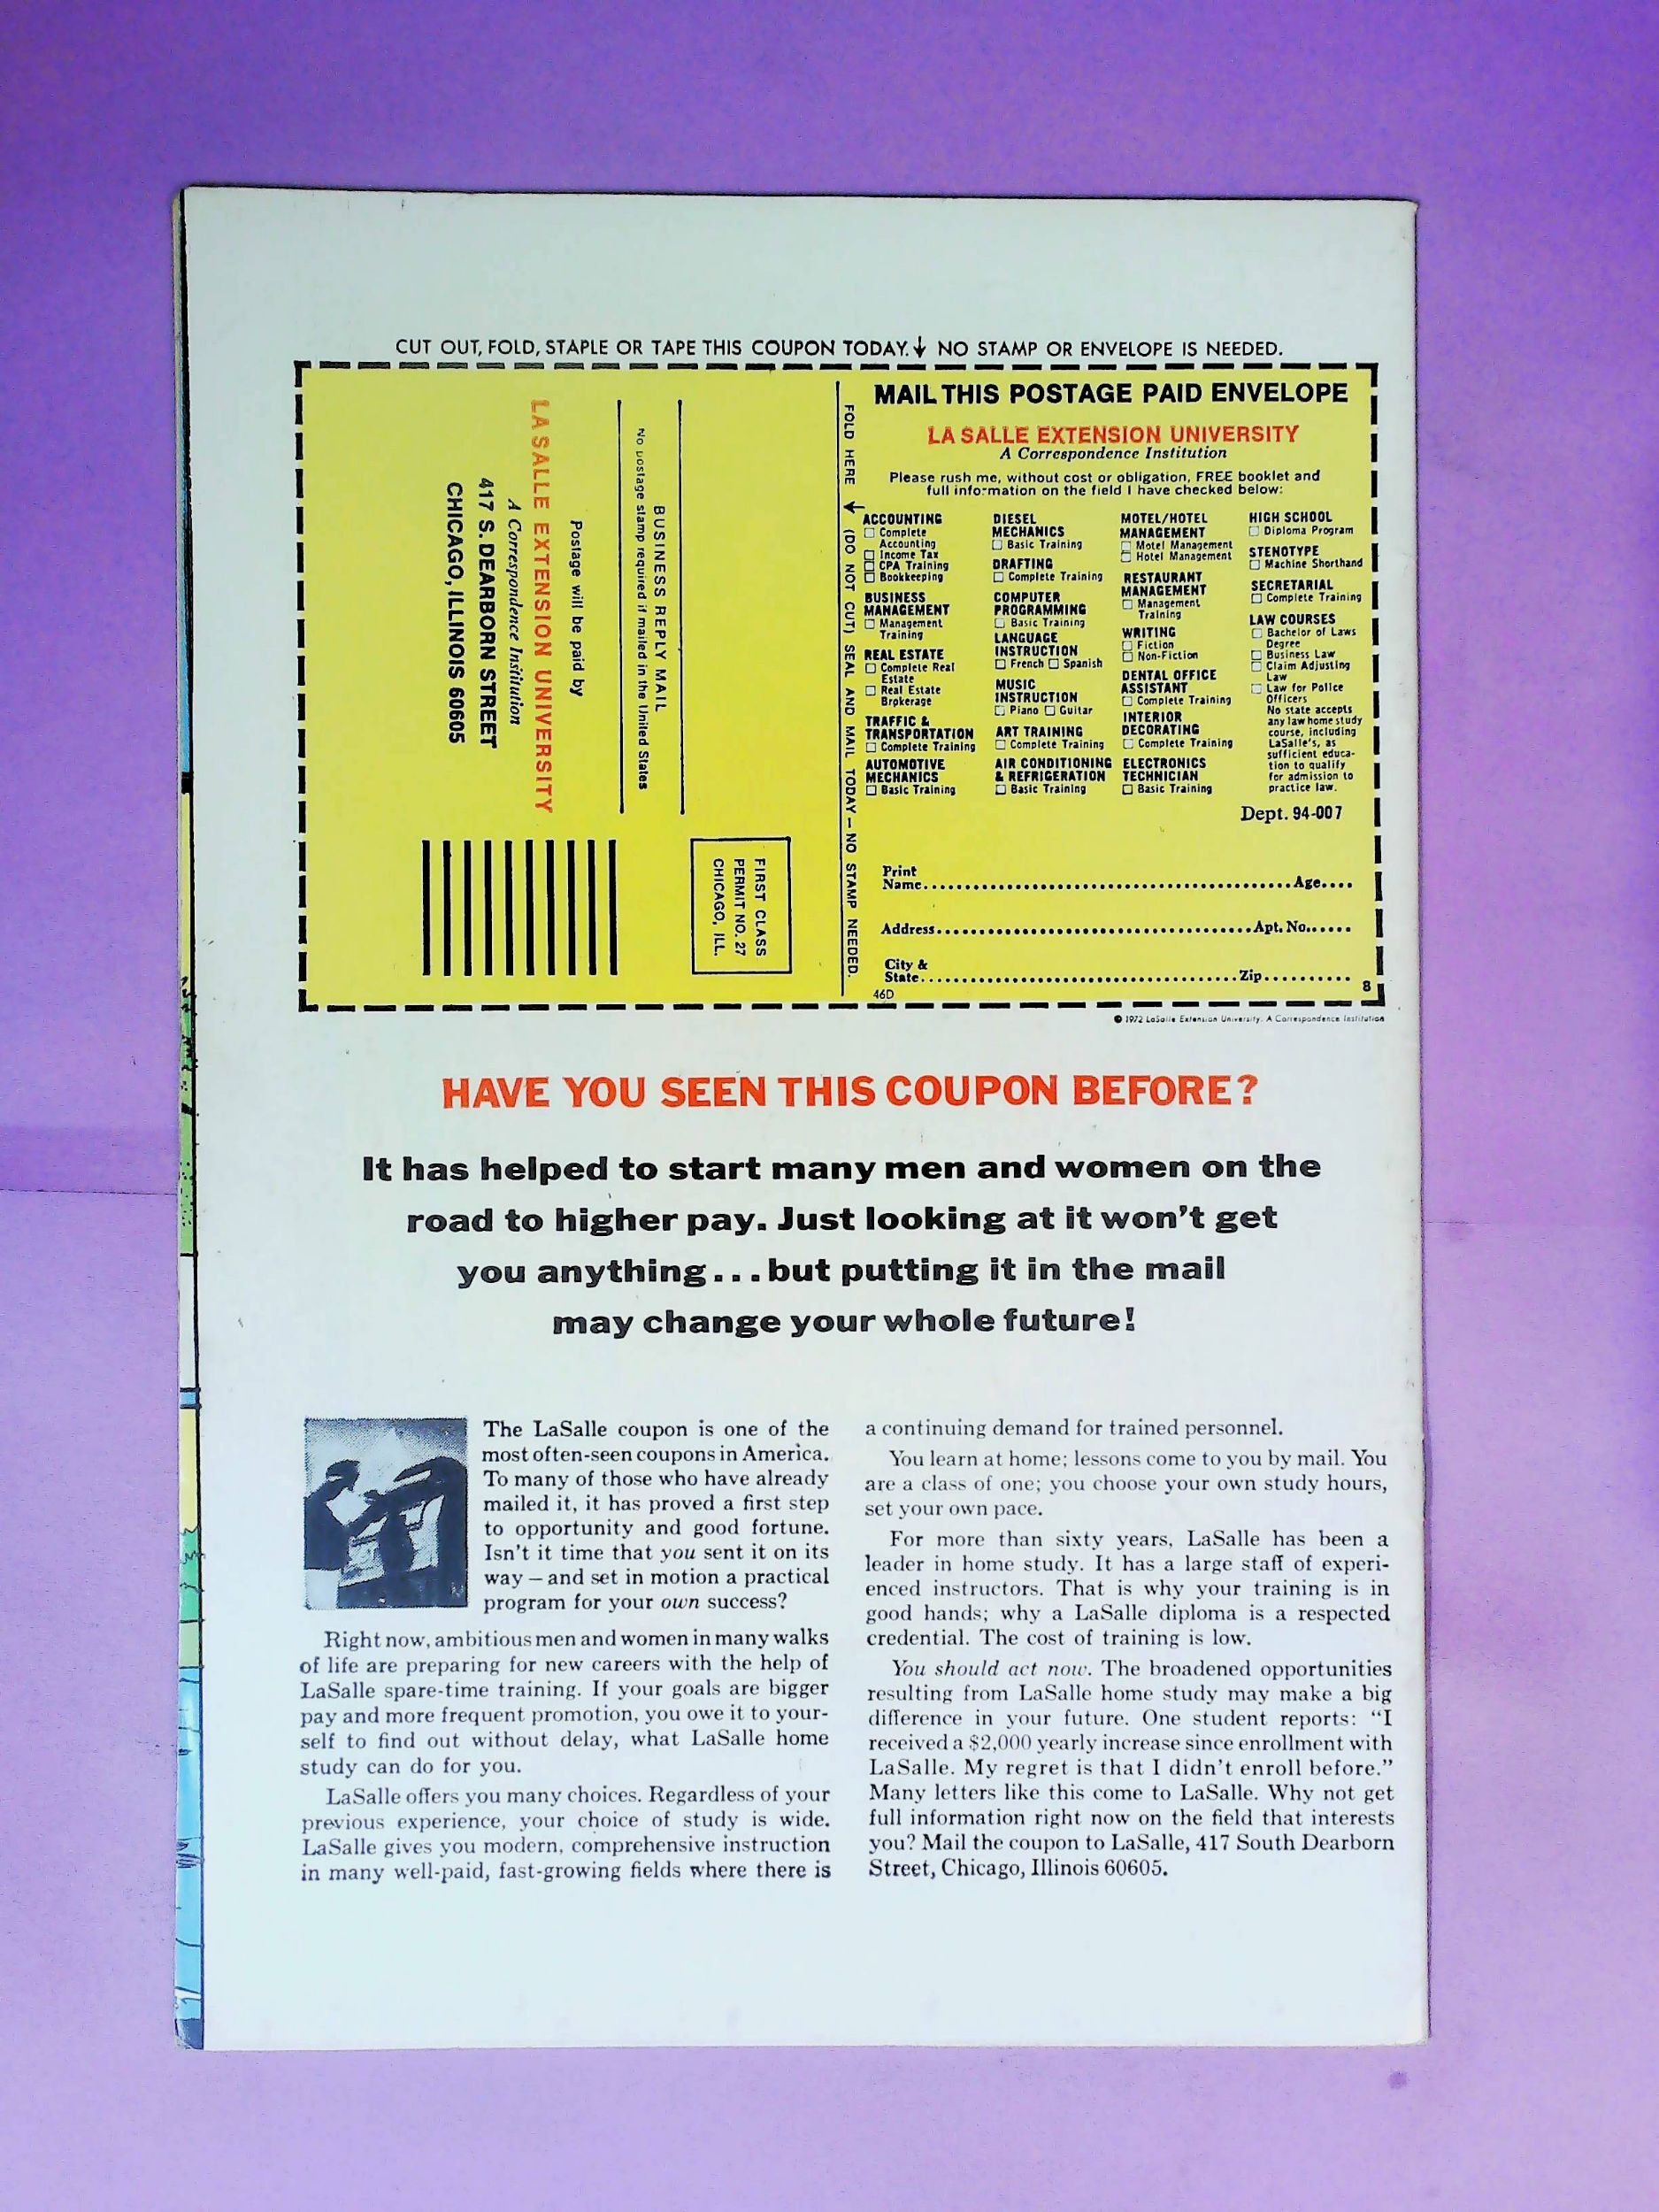 CUT OUT, FOLD, STAPLE OR TAPE THIS COUPON TODAY.↓ NO STAMP OR ENVELOPE IS NEEDED.
LA SALLE EXTENSION UNIVERSITY
A Correspondence Institution
417 S. DEARBORN STREET
CHICAGO, ILLINOIS 60605
Postage will be paid by
No postage stamp required if mailed in the United States
BUSINESS REPLY MAIL
FIRST CLASS
PERMIT NO. 27
CHICAGO, ILL.
FOLD HERE ↓ (DO NOT CUT) SEAL AND MAIL TODAY — NO STAMP NEEDED.
MAIL THIS POSTAGE PAID ENVELOPE
LA SALLE EXTENSION UNIVERSITY
A Correspondence Institution
Please rush me, without cost or obligation, FREE booklet and
full information on the field I have checked below:
ACCOUNTING
☐ Complete
Accounting
☐ Income Tax
☐ CPA Training
☐ Bookkeeping
BUSINESS
MANAGEMENT
☐ Management
Training
REAL ESTATE
☐ Complete Real
Estate
☐ Real Estate
Brokerage
TRAFFIC &
TRANSPORTATION
☐ Complete Training
AUTOMOTIVE
MECHANICS
☐ Basic Training
DIESEL
MECHANICS
☐ Basic Training
DRAFTING
☐ Complete Training
COMPUTER
PROGRAMMING
☐ Basic Training
LANGUAGE
INSTRUCTION
☐ French ☐ Spanish
MUSIC
INSTRUCTION
☐ Piano ☐ Guitar
ART TRAINING
☐ Complete Training
AIR CONDITIONING
& REFRIGERATION
☐ Basic Training
MOTEL/HOTEL
MANAGEMENT
☐ Motel Management
☐ Hotel Management
RESTAURANT
MANAGEMENT
☐ Management
Training
WRITING
☐ Fiction
☐ Non-Fiction
DENTAL OFFICE
ASSISTANT
☐ Complete Training
INTERIOR
DECORATING
☐ Complete Training
ELECTRONICS
TECHNICIAN
☐ Basic Training
HIGH SCHOOL
☐ Diploma Program
STENOTYPE
☐ Machine Shorthand
SECRETARIAL
☐ Complete Training
LAW COURSES
☐ Bachelor of Laws
Degree
☐ Business Law
☐ Claim Adjusting
Law
☐ Law for Police
Officers
No state accepts
any law home study
course, including
LaSalle's, as
sufficient educa-
tion to qualify
for admission to
practice law.
Dept. 94-007
Print
Name............................................Age....
Address......................................Apt. No......
City &
State......................................Zip..........
46D
8
© 1972 LaSalle Extension University. A Correspondence Institution
HAVE YOU SEEN THIS COUPON BEFORE?
It has helped to start many men and women on the
road to higher pay. Just looking at it won't get
you anything...but putting it in the mail
may change your whole future!
The LaSalle coupon is one of the
most often-seen coupons in America.
To many of those who have already
mailed it, it has proved a first step
to opportunity and good fortune.
Isn't it time that you sent it on its
way – and set in motion a practical
program for your own success?
Right now, ambitious men and women in many walks
of life are preparing for new careers with the help of
LaSalle spare-time training. If your goals are bigger
pay and more frequent promotion, you owe it to your-
self to find out without delay, what LaSalle home
study can do for you.
LaSalle offers you many choices. Regardless of your
previous experience, your choice of study is wide.
LaSalle gives you modern, comprehensive instruction
in many well-paid, fast-growing fields where there is
a continuing demand for trained personnel.
You learn at home; lessons come to you by mail. You
are a class of one; you choose your own study hours,
set your own pace.
For more than sixty years, LaSalle has been a
leader in home study. It has a large staff of experi-
enced instructors. That is why your training is in
good hands; why a LaSalle diploma is a respected
credential. The cost of training is low.
You should act now. The broadened opportunities
resulting from LaSalle home study may make a big
difference in your future. One student reports: "I
received a $2,000 yearly increase since enrollment with
LaSalle. My regret is that I didn't enroll before."
Many letters like this come to LaSalle. Why not get
full information right now on the field that interests
you? Mail the coupon to LaSalle, 417 South Dearborn
Street, Chicago, Illinois 60605.